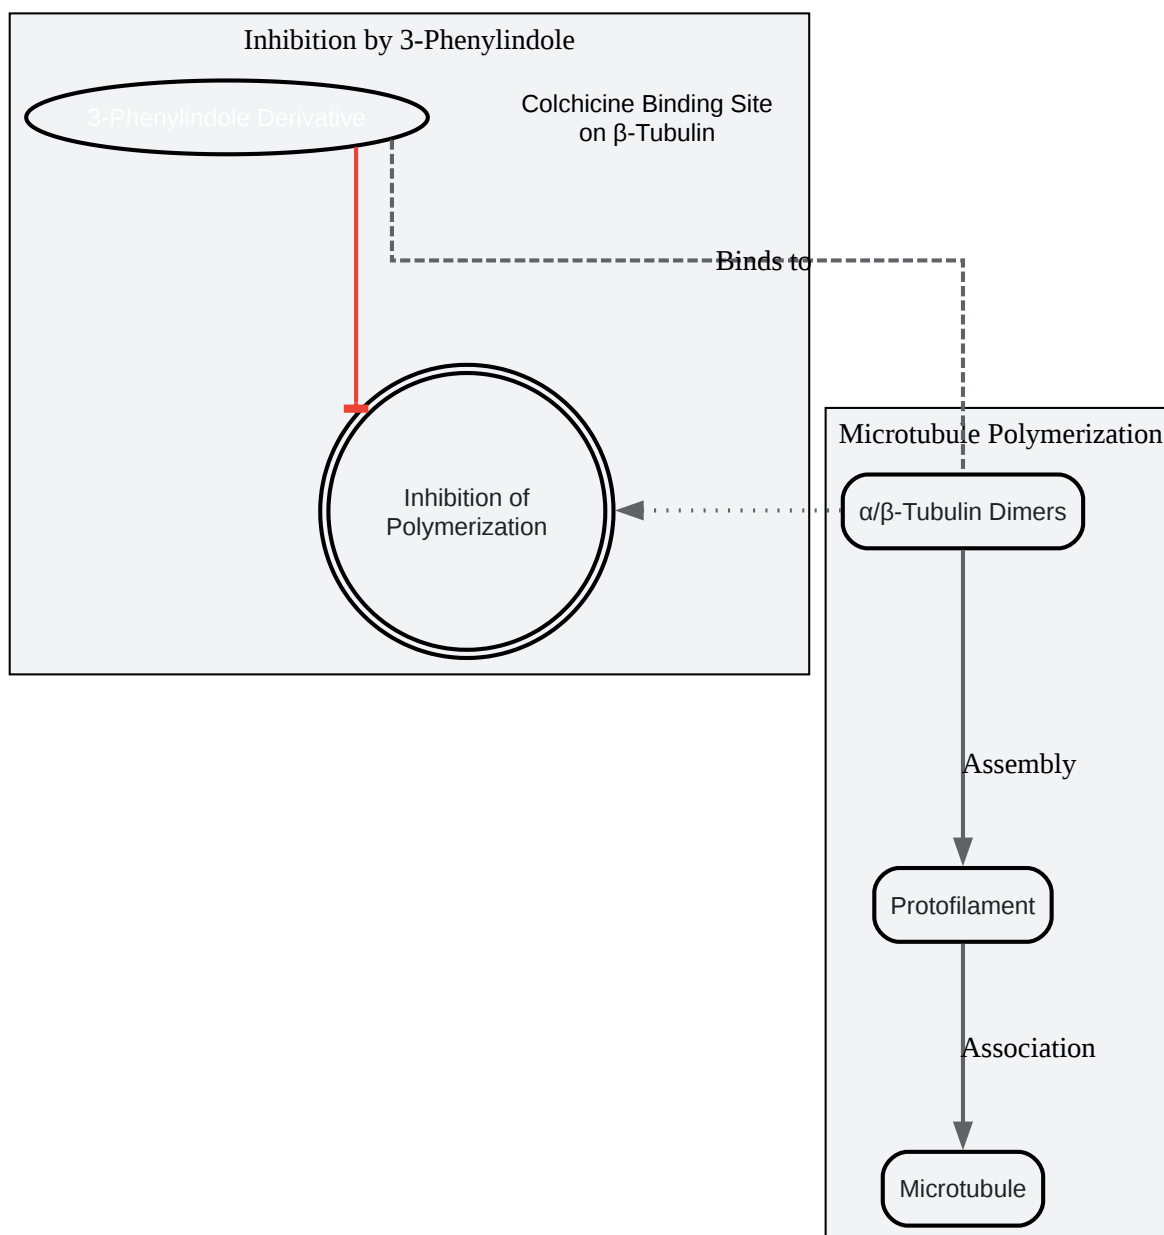 Inhibition by 3-Phenylindole
3-Phenylindole Derivative
Colchicine Binding Site
on β-Tubulin
Binds to
Microtubule Polymerization
Inhibition of
Polymerization
α/β-Tubulin Dimers
Assembly
Protofilament
Association
Microtubule